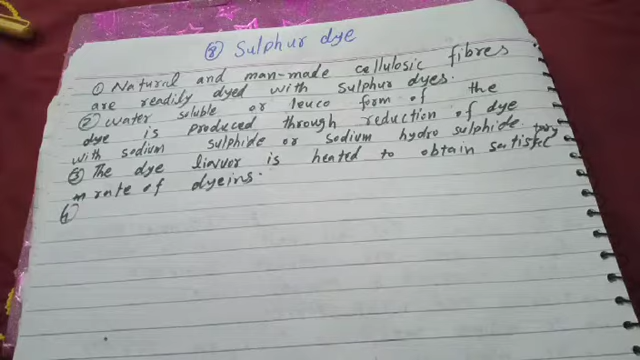 ⑧ Sulphur dye
① Natural and man-made cellulosic fibres
are readily dyed with sulphur dyes.
② Water soluble or leuco form of the
dye is produced through reduction of dye
with sodium sulphide or sodium hydro sulphide.
③ The dye liquor is heated to obtain satisfactory
rate of dyeing.
④